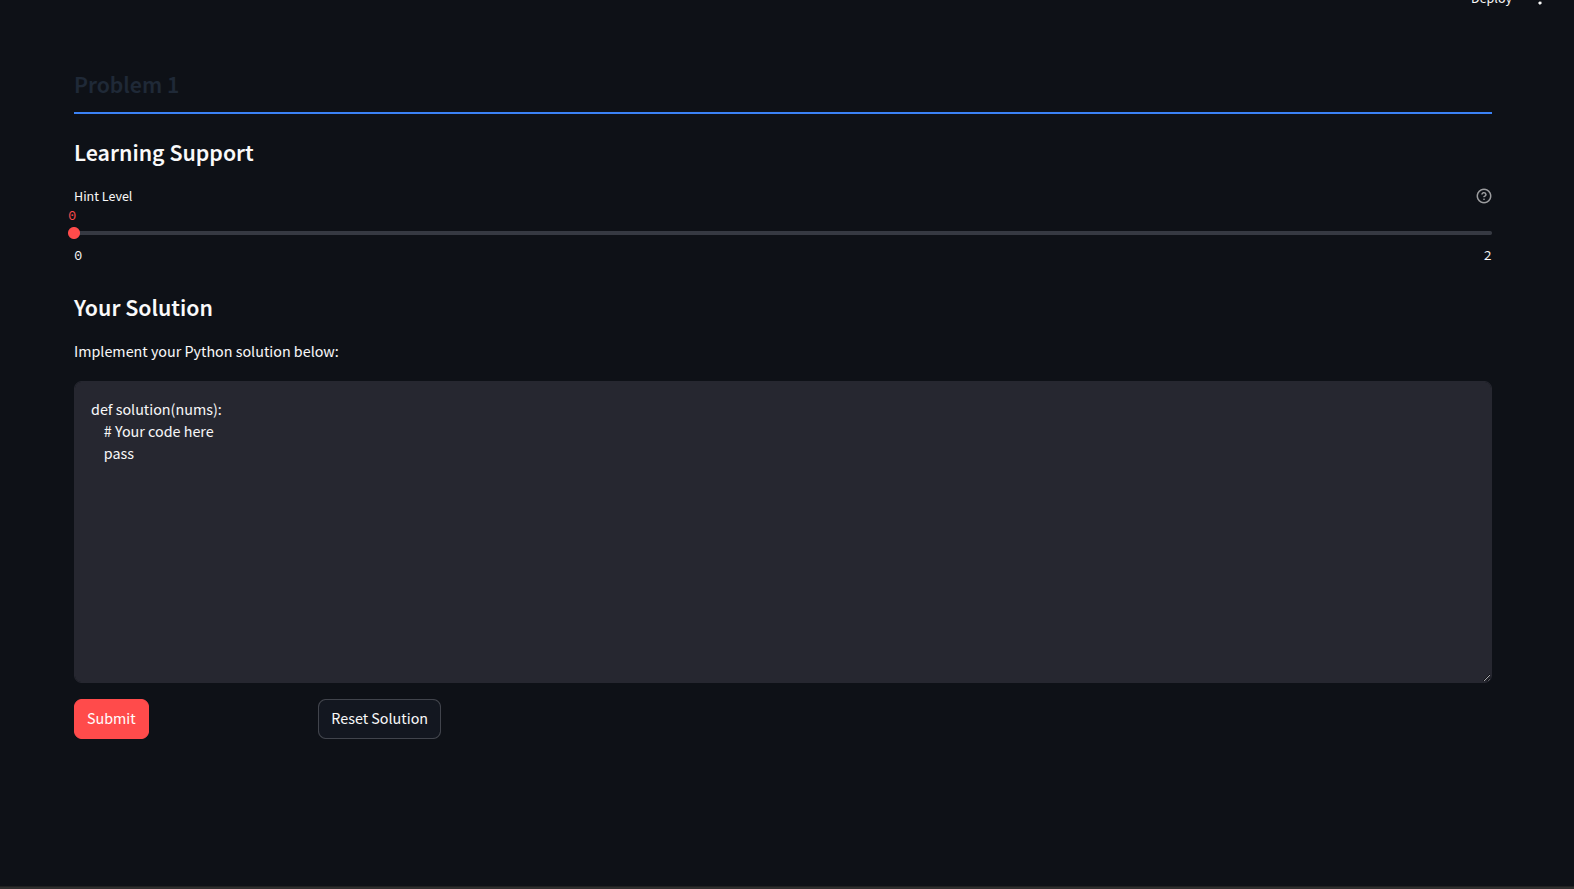 Deploy
Problem 1
Learning Support
Hint Level
0
0 2
Your Solution
Implement your Python solution below:
def solution(nums):
    # Your code here
    pass
Submit Reset Solution